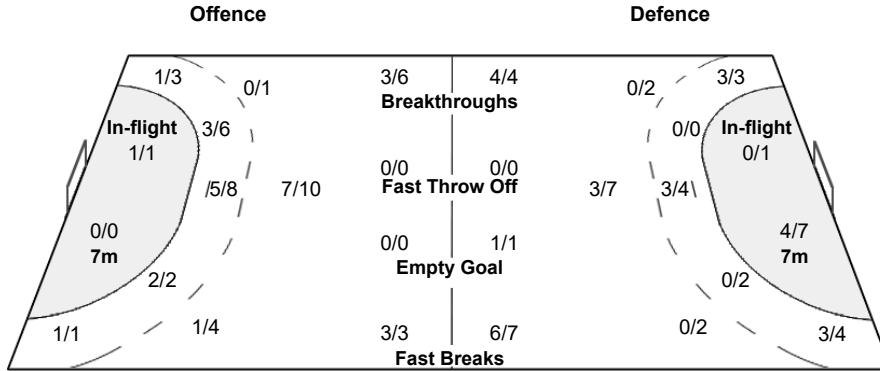 Offence Defence
1/3 3/6 4/4 3/3
0/1 0/2
Breakthroughs
In-flight 3/6 0/0 In-flight
1/1 0/1
0/0 0/0
5/8 7/10 Fast Throw Off 3/7 3/4
0/0 4/7
7m 0/0 1/1 7m
Empty Goal
2/2 0/2
1/1 1/4 3/3 6/7 0/2 3/4
Fast Breaks